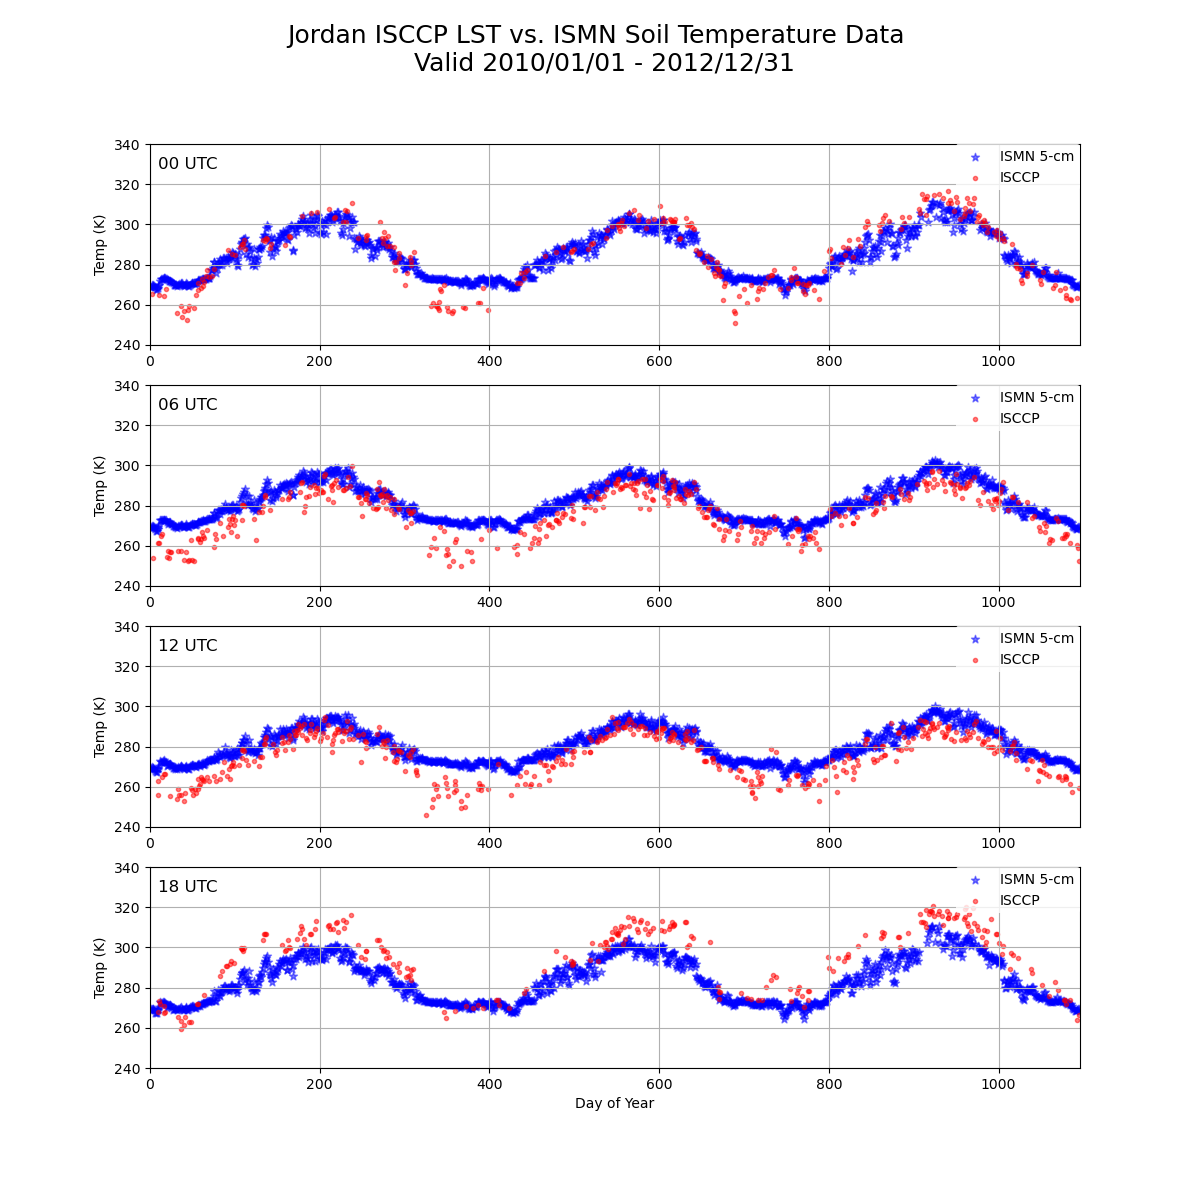 Jordan ISCCP LST vs. ISMN Soil Temperature Data
Valid 2010/01/01 - 2012/12/31
340
320
300
280
260
240
Temp (K)
00 UTC
ISMN 5-cm
ISCCP
0
200
400
600
800
1000
340
320
300
280
260
240
Temp (K)
06 UTC
ISMN 5-cm
ISCCP
0
200
400
600
800
1000
340
320
300
280
260
240
Temp (K)
12 UTC
ISMN 5-cm
ISCCP
0
200
400
600
800
1000
340
320
300
280
260
240
Temp (K)
18 UTC
ISMN 5-cm
ISCCP
0
200
400
600
800
1000
Day of Year